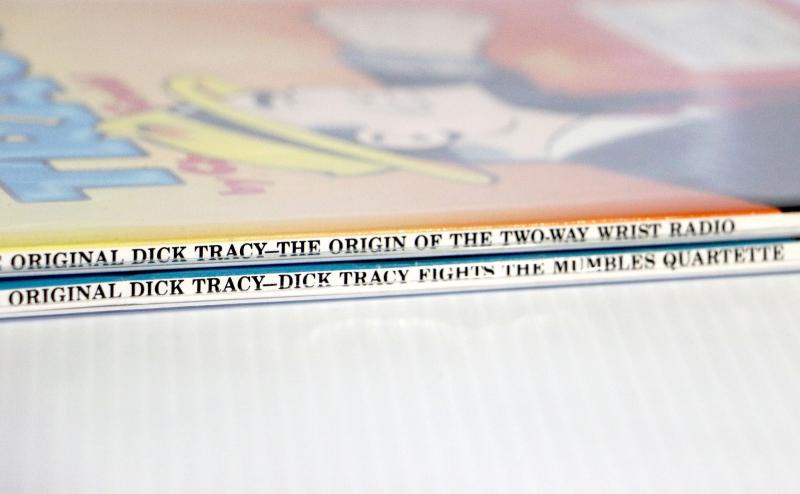 ORIGINAL DICK TRACY—THE ORIGIN OF THE TWO-WAY WRIST RADIO
ORIGINAL DICK TRACY—DICK TRACY FIGHTS THE MUMBLES QUARTETTE